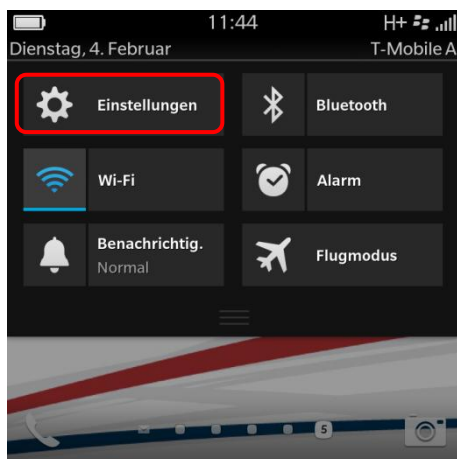 11:44 H+
Dienstag, 4. Februar T-Mobile A
Einstellungen Bluetooth
Wi-Fi Alarm
Benachrichtig.
Normal
Flugmodus
5